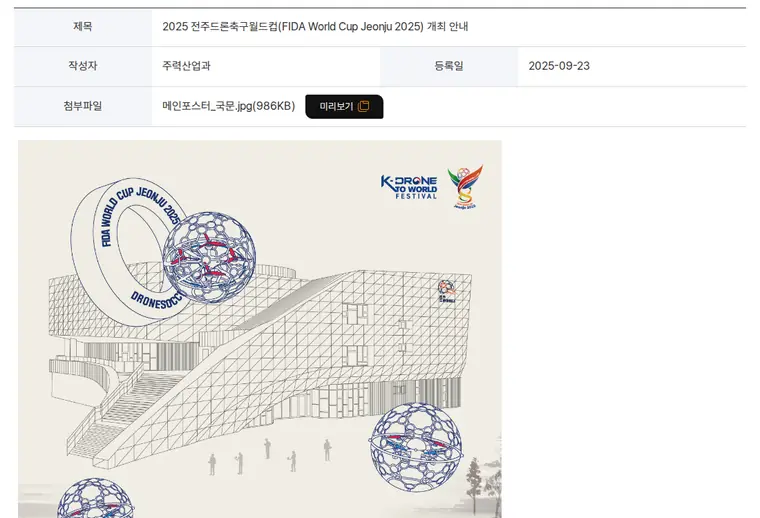 제목 2025 전주드론축구월드컵(FIDA World Cup Jeonju 2025) 개최 안내
작성자 주력산업과 등록일 2025-09-23
첨부파일 메인포스터_국문.jpg(986KB) 미리보기
K-DRONE
TO WORLD
FESTIVAL
FIDA WORLD CUP JEONJU 2025
DRONESOCC